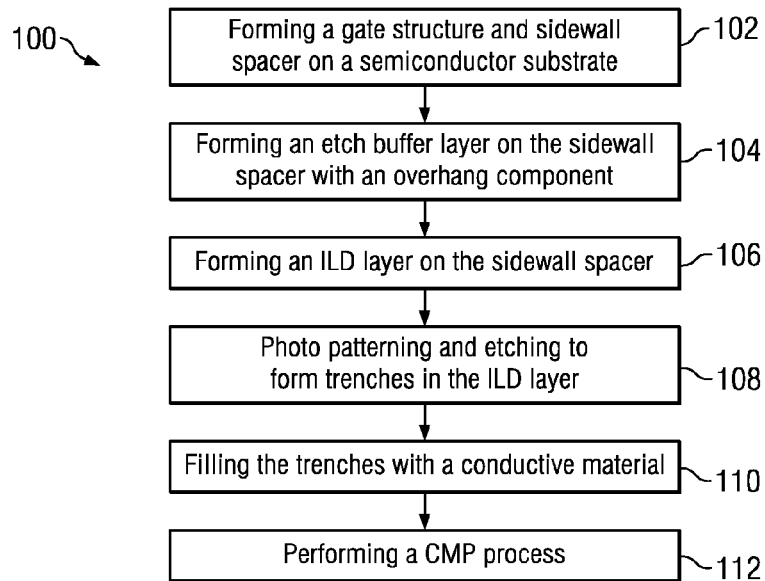 100
Forming a gate structure and sidewall
spacer on a semiconductor substrate
102
Forming an etch buffer layer on the sidewall
spacer with an overhang component
104
Forming an ILD layer on the sidewall spacer
106
Photo patterning and etching to
form trenches in the ILD layer
108
Filling the trenches with a conductive material
110
Performing a CMP process
112